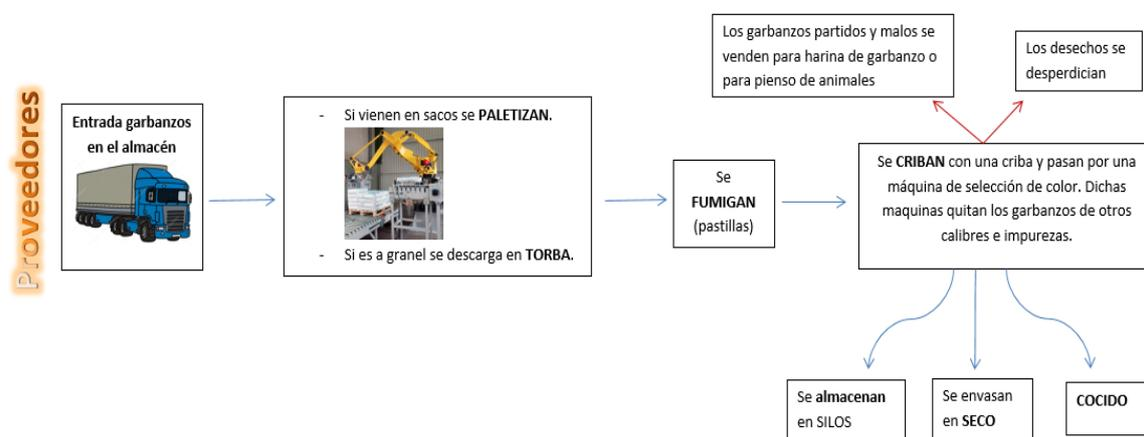 Proveedores
Entrada garbanzos
en el almacén
- Si vienen en sacos se PALETIZAN.
- Si es a granel se descarga en TORBA.
Se
FUMIGAN
(pastillas)
Los garbanzos partidos y malos se
venden para harina de garbanzo o
para pienso de animales
Los desechos se
desperdician
Se CRIBAN con una criba y pasan por una
máquina de selección de color. Dichas
maquinas quitan los garbanzos de otros
calibres e impurezas.
Se almacenan
en SILOS
Se envasan
en SECO
COCIDO